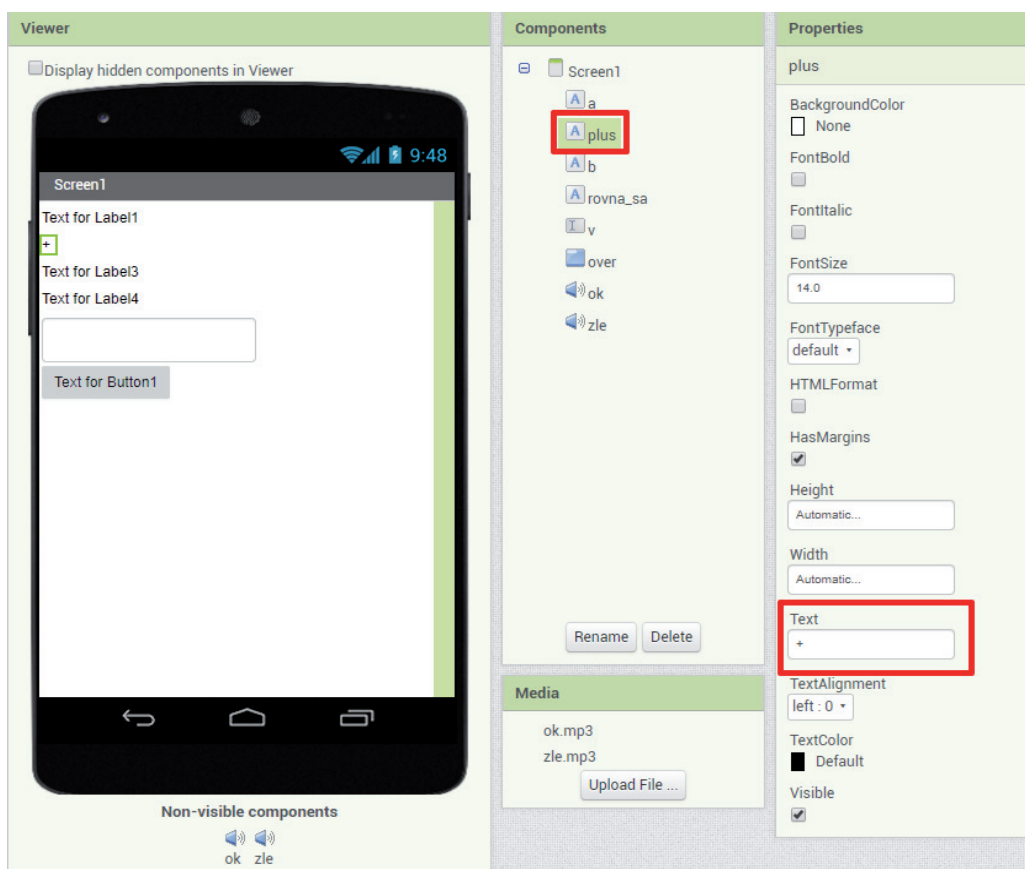 Viewer
Display hidden components in Viewer
9:48
Screen1
Text for Label1
+
Text for Label3
Text for Label4
Text for Button1
Non-visible components
ok zle
Components
Screen1
A a
A plus
A b
A rovna_sa
I v
over
ok
zle
Rename Delete
Media
ok.mp3
zle.mp3
Upload File ...
Properties
plus
BackgroundColor
None
FontBold
FontItalic
FontSize
14.0
FontTypeface
default
HTMLFormat
HasMargins
Height
Automatic...
Width
Automatic...
Text
+
TextAlignment
left : 0
TextColor
Default
Visible